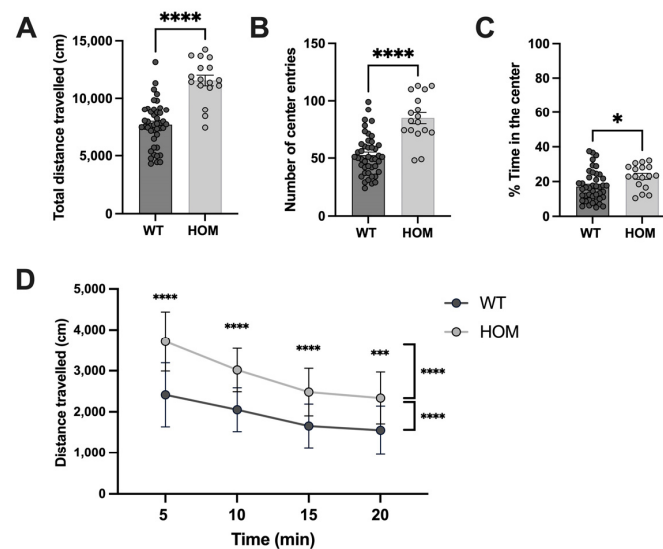 A
Total distance travelled (cm)
15,000
10,000
5,000
0
****
WT
HOM
B
Number of center entries
150
100
50
0
****
WT
HOM
C
% Time in the center
100
80
60
40
20
0
*
WT
HOM
D
Distance travelled (cm)
5,000
4,000
3,000
2,000
1,000
0
****
****
****
***
****
****
5
10
15
20
Time (min)
WT
HOM